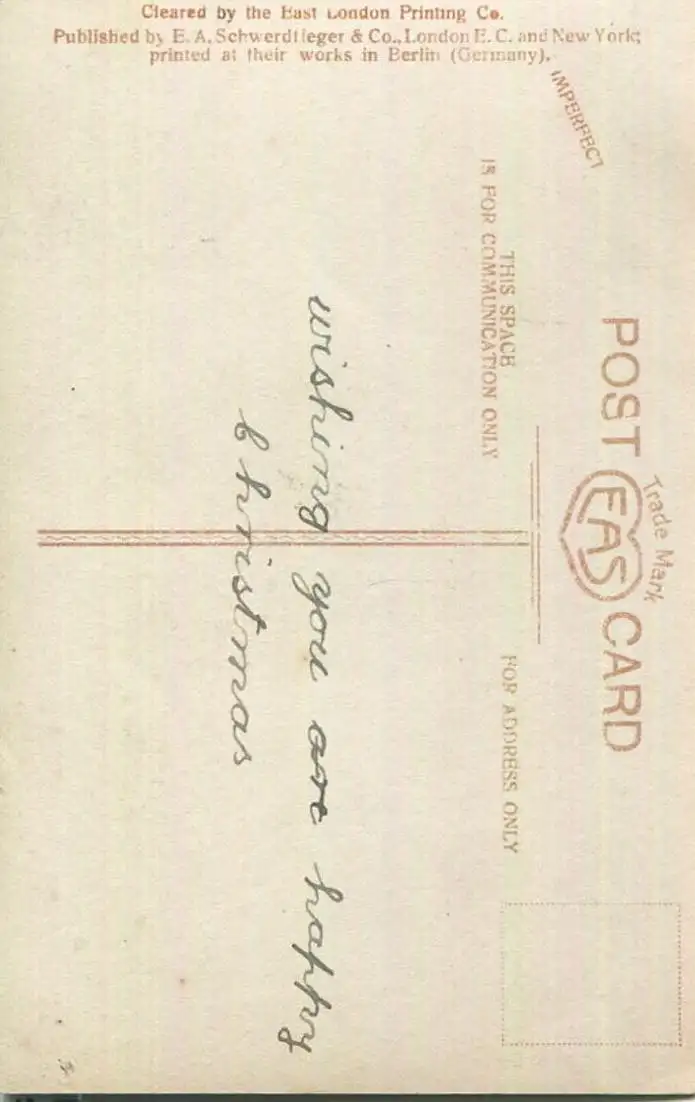 Cleared by the East London Printing Co.
Published by E. A. Schwerdtfeger & Co., London E. C. and New York;
printed at their works in Berlin (Germany).
IMPERFECT
Trade Mark
POST EAS CARD
THIS SPACE
IS FOR COMMUNICATION ONLY
FOR ADDRESS ONLY
wishing you are happy
Christmas